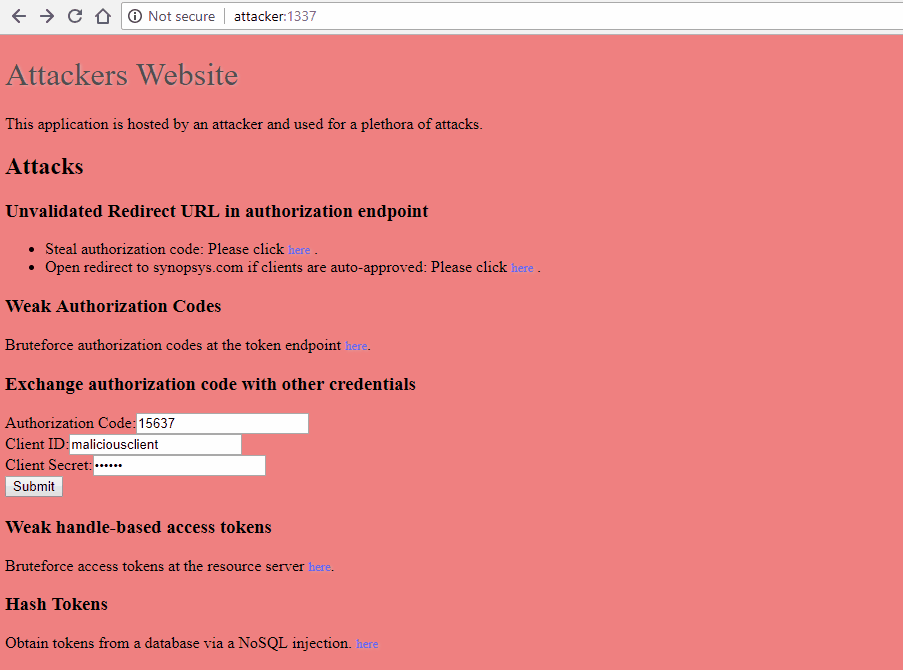 Not secure | attacker:1337
Attackers Website
This application is hosted by an attacker and used for a plethora of attacks.
Attacks
Unvalidated Redirect URL in authorization endpoint
• Steal authorization code: Please click here .
• Open redirect to synopsys.com if clients are auto-approved: Please click here .
Weak Authorization Codes
Bruteforce authorization codes at the token endpoint here.
Exchange authorization code with other credentials
Authorization Code: 15637
Client ID: maliciousclient
Client Secret: ••••••
Submit
Weak handle-based access tokens
Bruteforce access tokens at the resource server here.
Hash Tokens
Obtain tokens from a database via a NoSQL injection. here